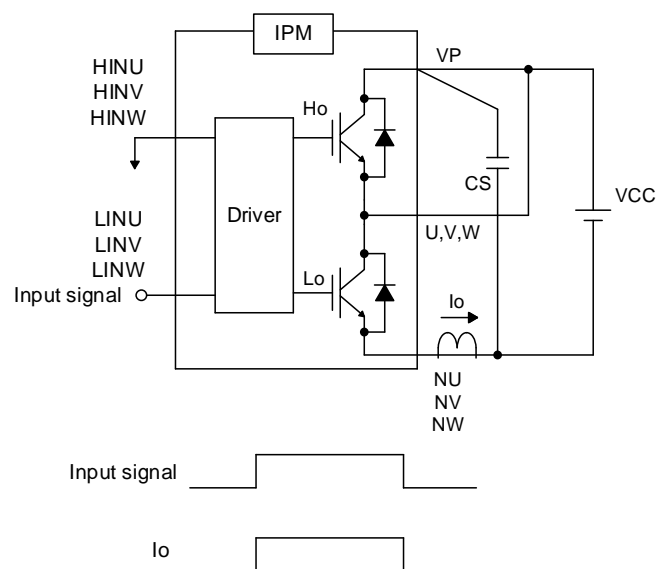 IPM
VP
HINU
HINV
HINW
Ho
CS
VCC
Driver
U,V,W
LINU
LINV
LINW
Lo
Io
Input signal
NU
NV
NW
Input signal
Io